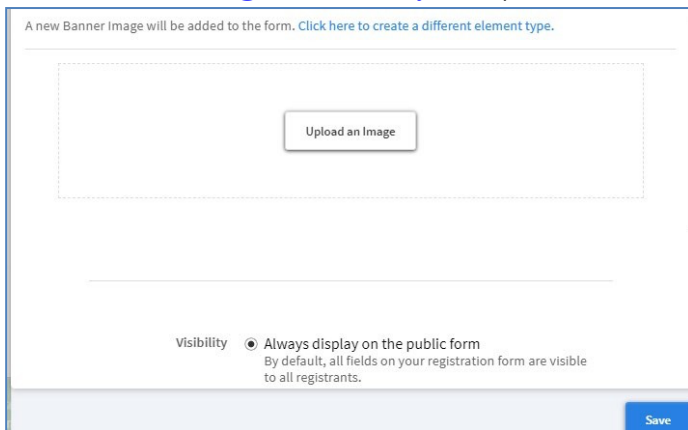 A new Banner Image will be added to the form. Click here to create a different element type.
Upload an Image
Visibility Always display on the public form
By default, all fields on your registration form are visible
to all registrants.
Save